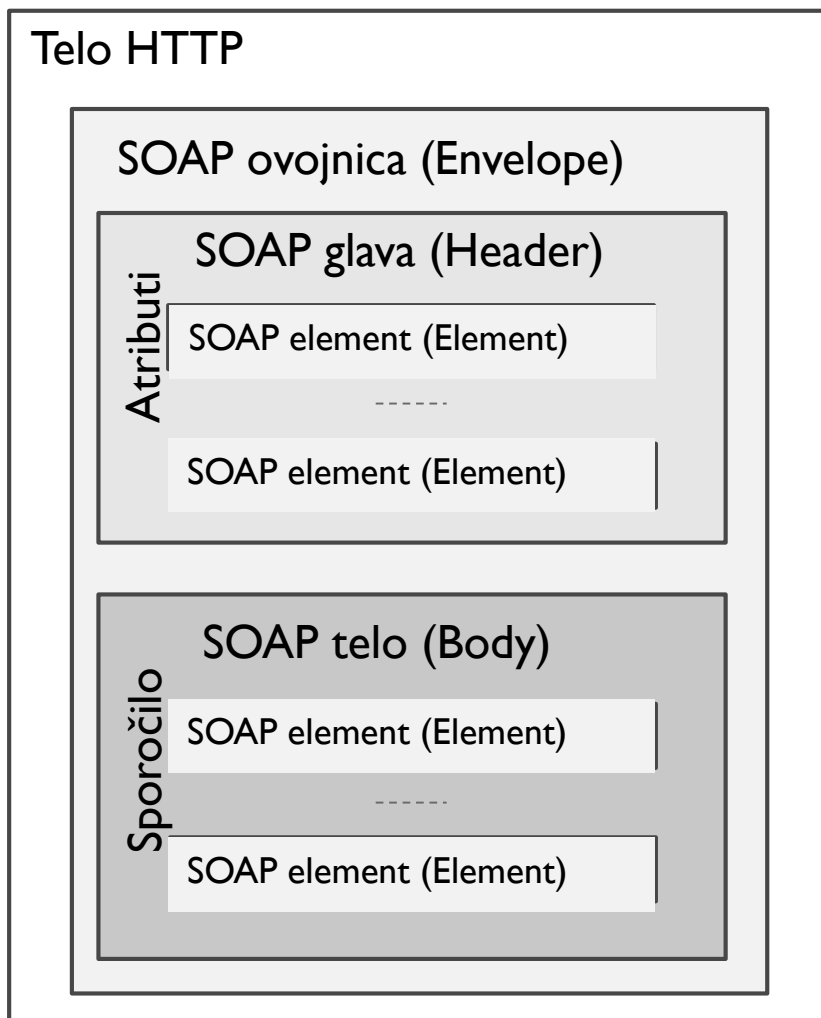 Telo HTTP
SOAP ovojnica (Envelope)
SOAP glava (Header)
Atributi
SOAP element (Element)
SOAP element (Element)
SOAP telo (Body)
Sporočilo
SOAP element (Element)
SOAP element (Element)